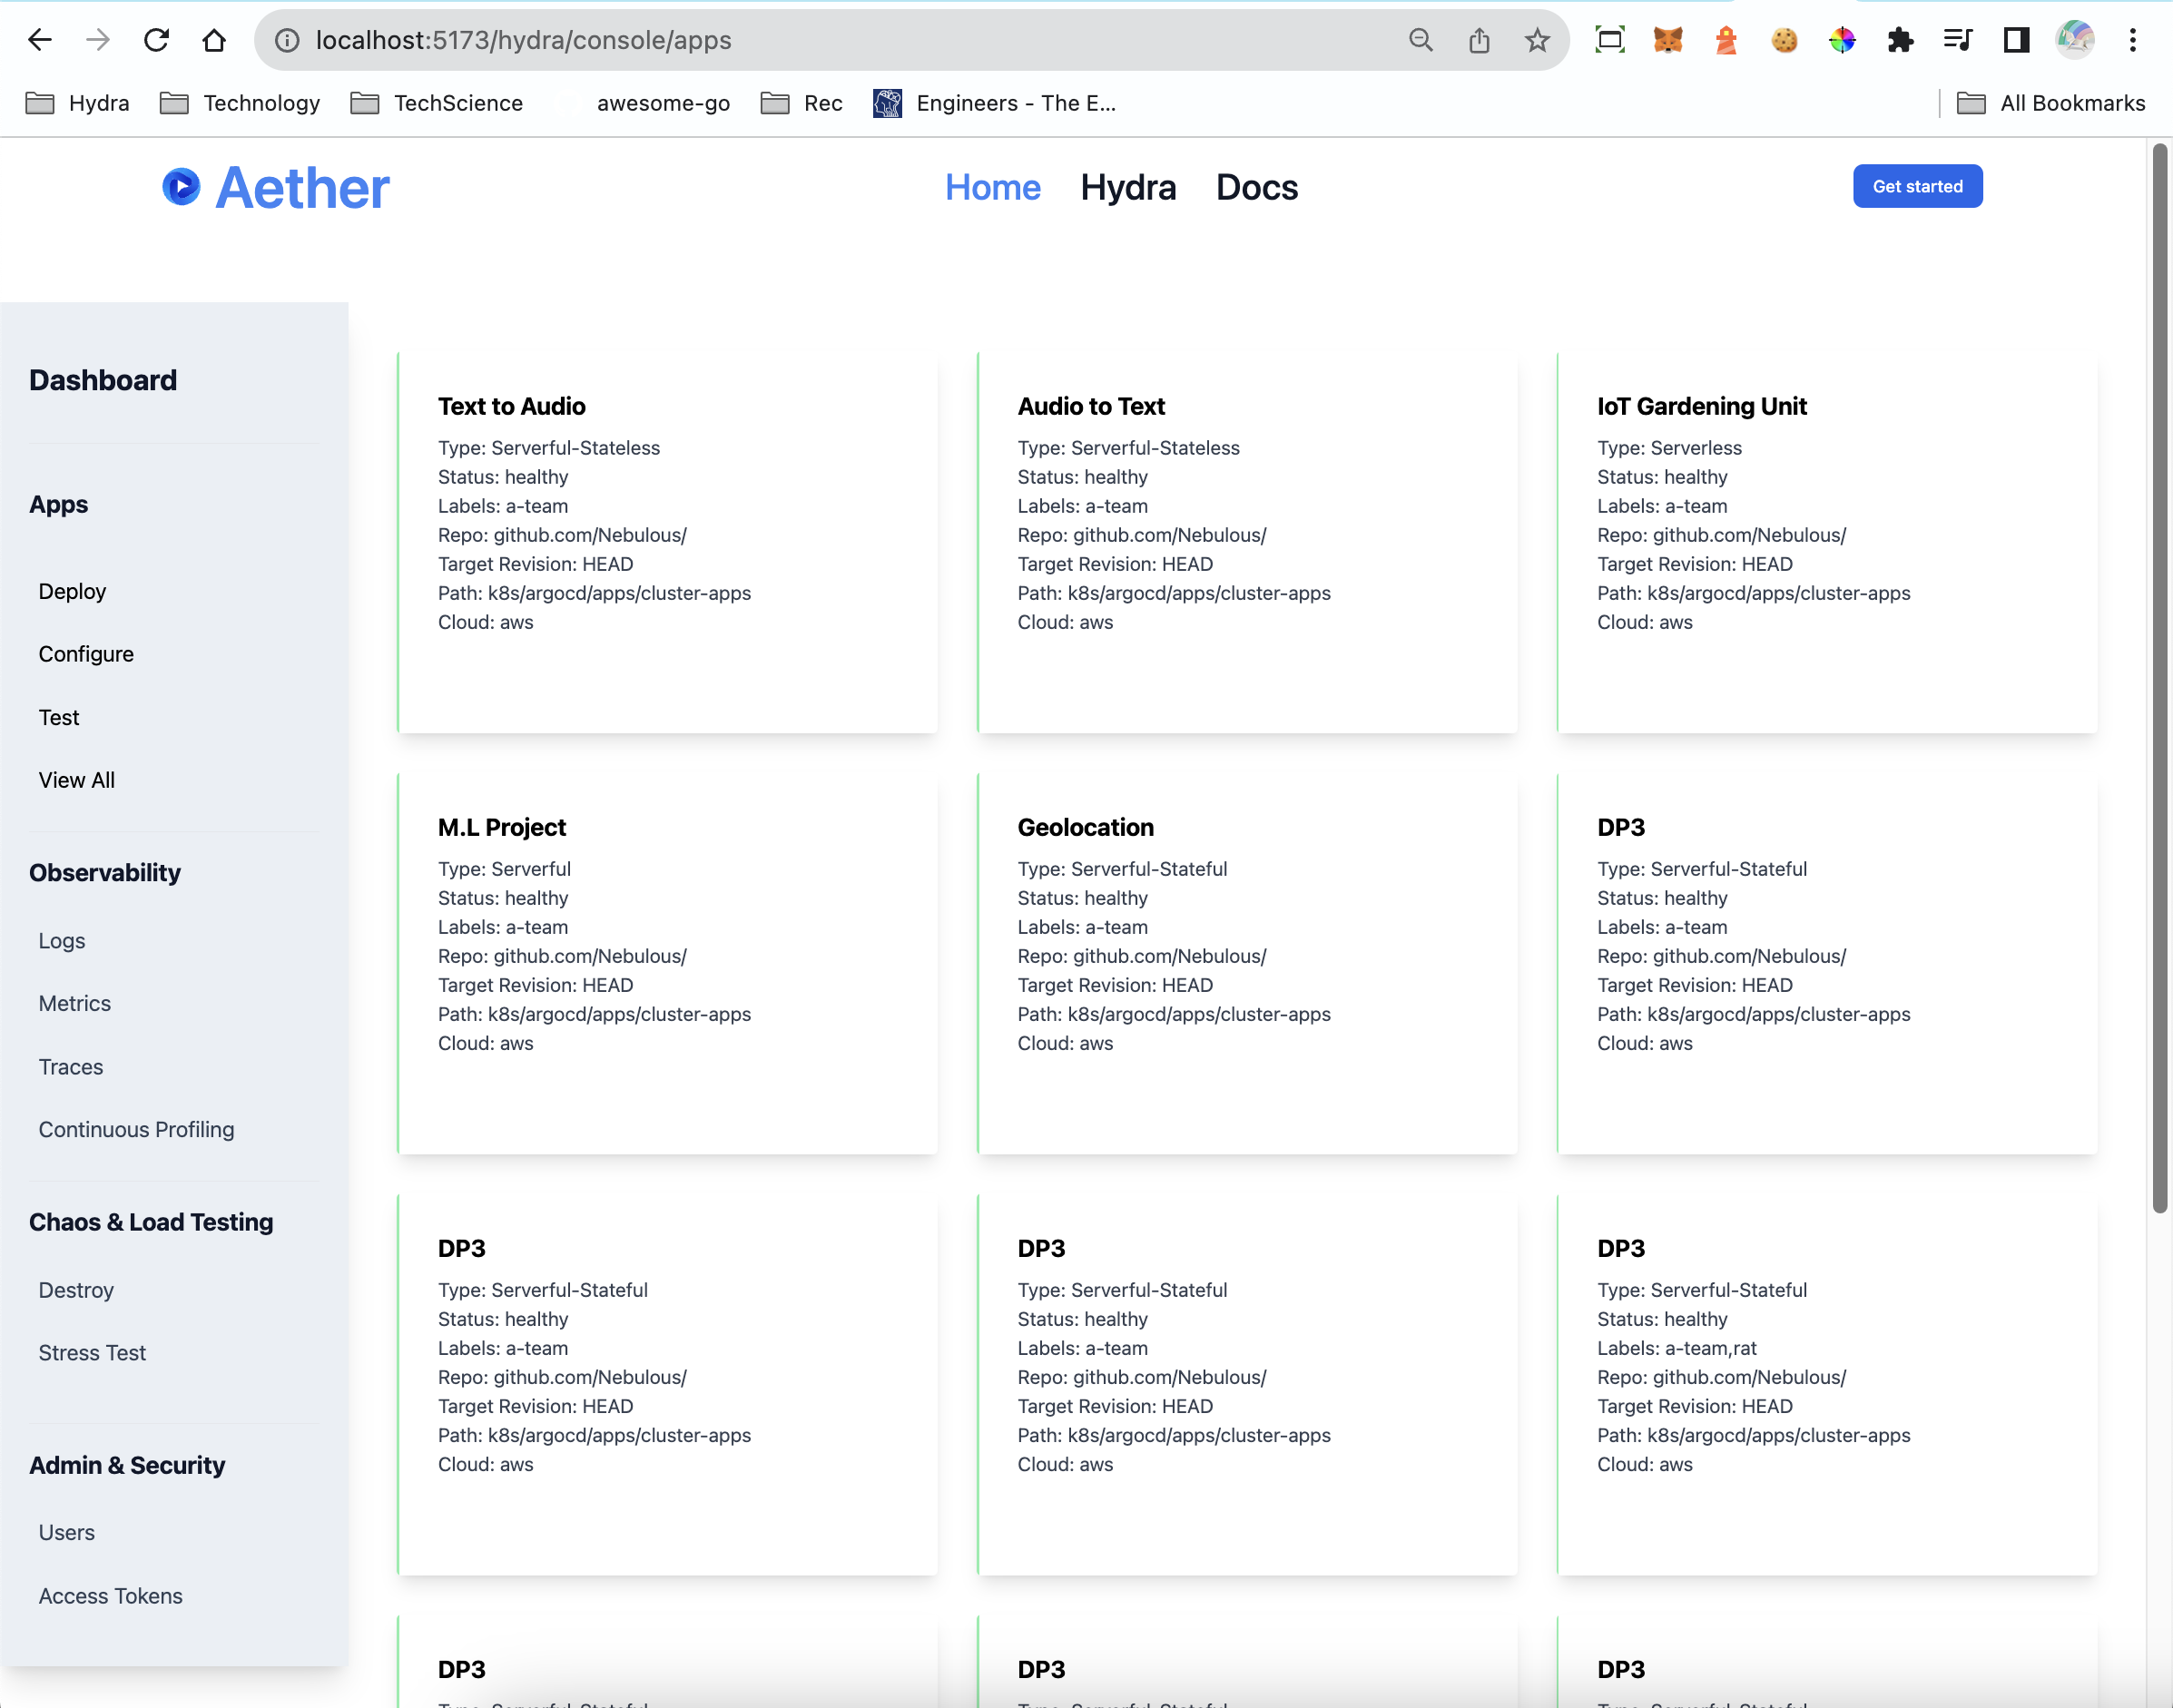 localhost:5173/hydra/console/apps
Hydra
Technology
TechScience
awesome-go
Rec
Engineers - The E...
All Bookmarks
Aether
Home
Hydra
Docs
Get started
Dashboard
Apps
Deploy
Configure
Test
View All
Observability
Logs
Metrics
Traces
Continuous Profiling
Chaos & Load Testing
Destroy
Stress Test
Admin & Security
Users
Access Tokens
Text to Audio
Type: Serverful-Stateless
Status: healthy
Labels: a-team
Repo: github.com/Nebulous/
Target Revision: HEAD
Path: k8s/argocd/apps/cluster-apps
Cloud: aws
Audio to Text
Type: Serverful-Stateless
Status: healthy
Labels: a-team
Repo: github.com/Nebulous/
Target Revision: HEAD
Path: k8s/argocd/apps/cluster-apps
Cloud: aws
IoT Gardening Unit
Type: Serverless
Status: healthy
Labels: a-team
Repo: github.com/Nebulous/
Target Revision: HEAD
Path: k8s/argocd/apps/cluster-apps
Cloud: aws
M.L Project
Type: Serverful
Status: healthy
Labels: a-team
Repo: github.com/Nebulous/
Target Revision: HEAD
Path: k8s/argocd/apps/cluster-apps
Cloud: aws
Geolocation
Type: Serverful-Stateful
Status: healthy
Labels: a-team
Repo: github.com/Nebulous/
Target Revision: HEAD
Path: k8s/argocd/apps/cluster-apps
Cloud: aws
DP3
Type: Serverful-Stateful
Status: healthy
Labels: a-team
Repo: github.com/Nebulous/
Target Revision: HEAD
Path: k8s/argocd/apps/cluster-apps
Cloud: aws
DP3
Type: Serverful-Stateful
Status: healthy
Labels: a-team
Repo: github.com/Nebulous/
Target Revision: HEAD
Path: k8s/argocd/apps/cluster-apps
Cloud: aws
DP3
Type: Serverful-Stateful
Status: healthy
Labels: a-team
Repo: github.com/Nebulous/
Target Revision: HEAD
Path: k8s/argocd/apps/cluster-apps
Cloud: aws
DP3
Type: Serverful-Stateful
Status: healthy
Labels: a-team,rat
Repo: github.com/Nebulous/
Target Revision: HEAD
Path: k8s/argocd/apps/cluster-apps
Cloud: aws
DP3
DP3
DP3